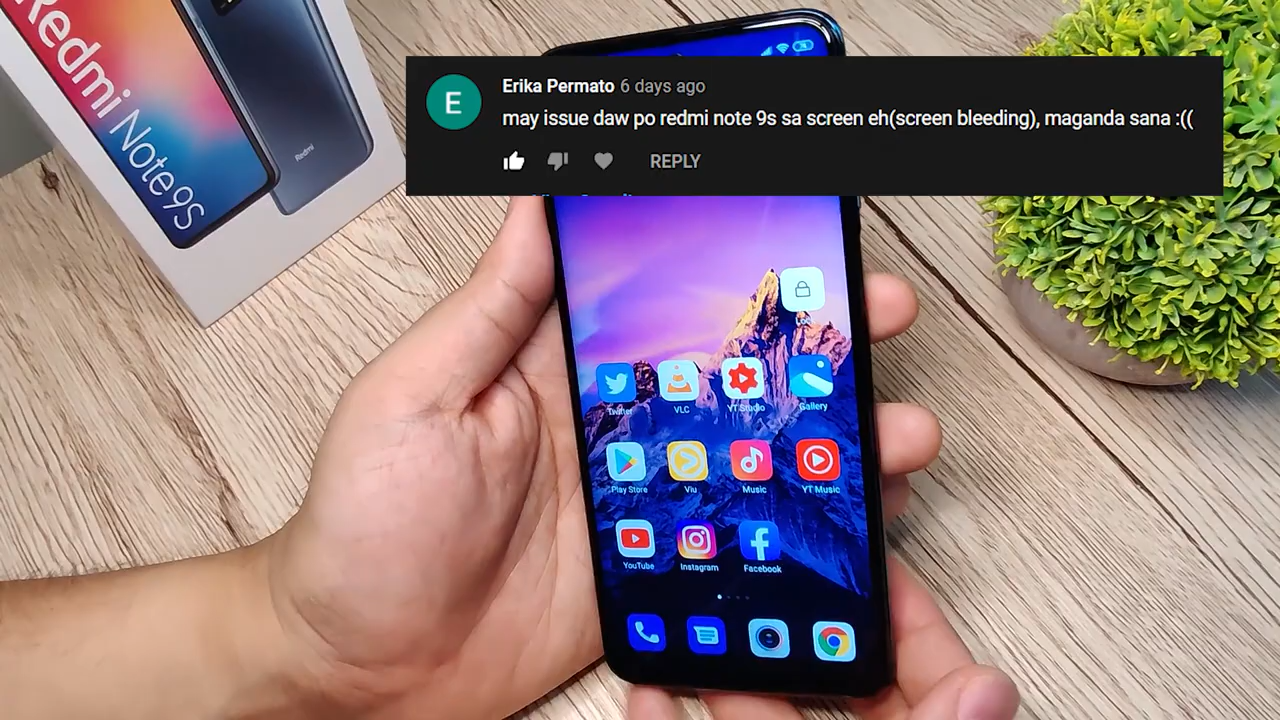 Redmi
Note 9S
Redmi
E
Erika Permato 6 days ago
may issue daw po redmi note 9s sa screen eh(screen bleeding), maganda sana :((
REPLY
Twitter
VLC
YT Studio
Gallery
Play Store
Viu
Music
YT Music
YouTube
Instagram
Facebook